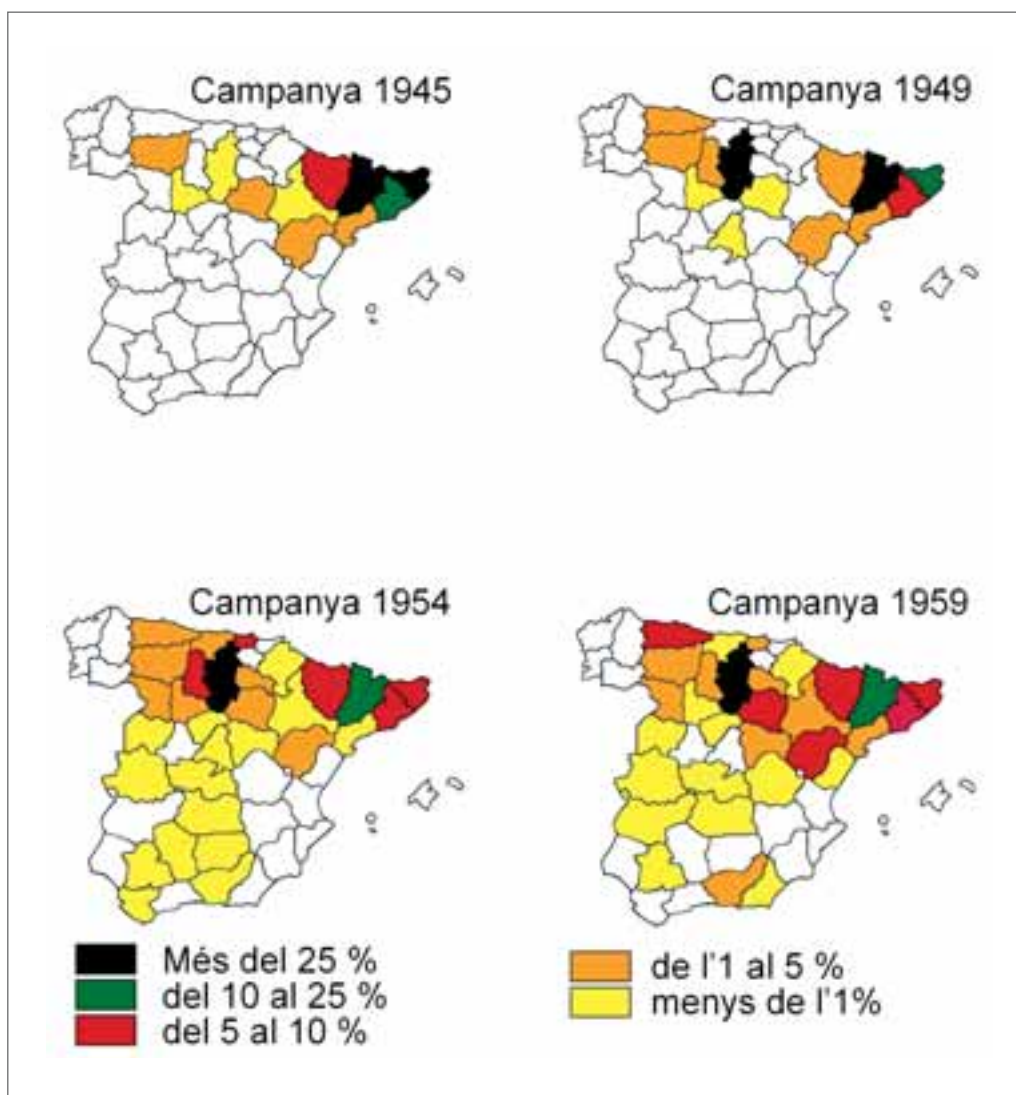 Campanya 1945
Campanya 1949
Campanya 1954
Campanya 1959
Més del 25 %
del 10 al 25 %
del 5 al 10 %
de l'1 al 5 %
menys de l'1%